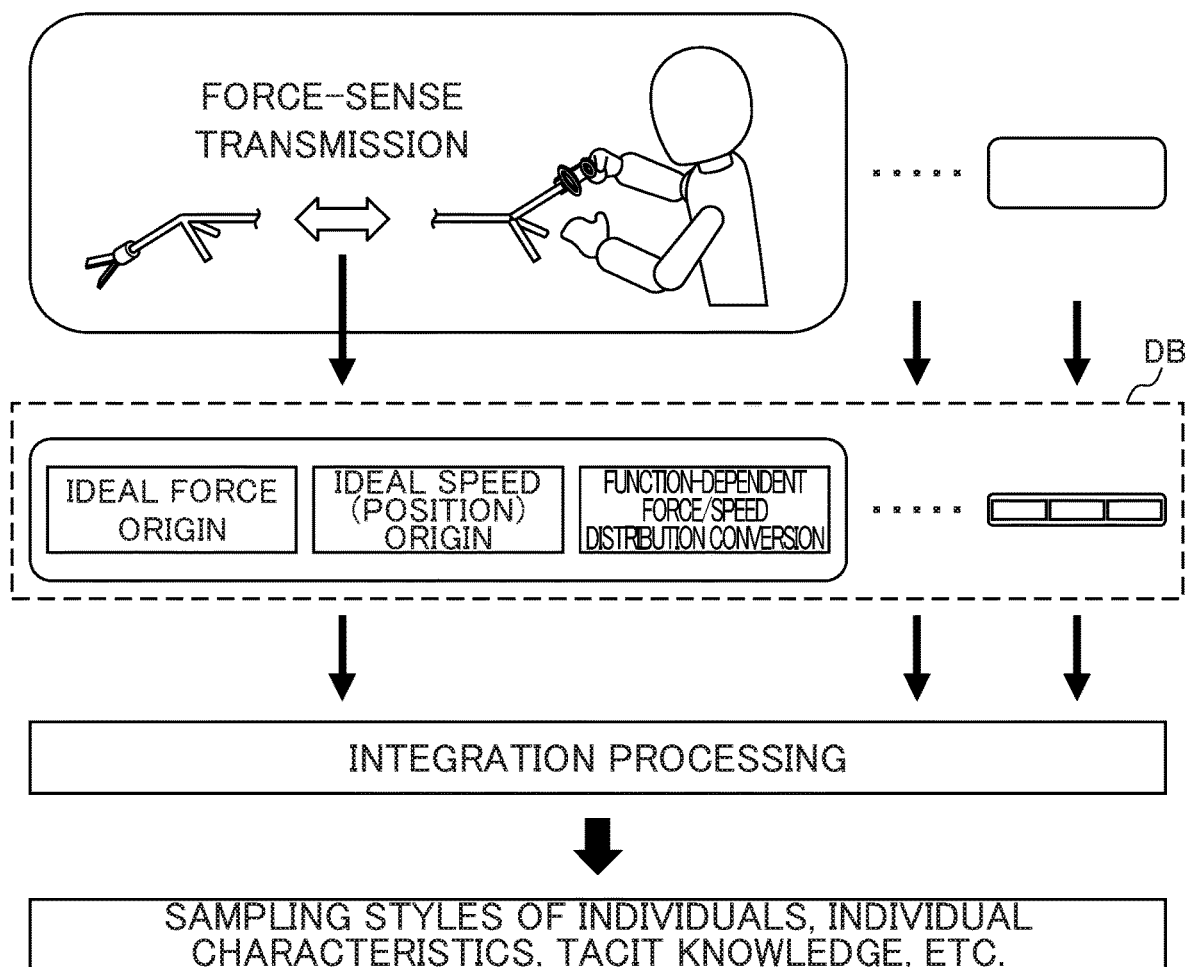 FORCE-SENSE
TRANSMISSION
DB
IDEAL FORCE
ORIGIN
IDEAL SPEED
(POSITION)
ORIGIN
FUNCTION-DEPENDENT
FORCE/SPEED
DISTRIBUTION CONVERSION
INTEGRATION PROCESSING
SAMPLING STYLES OF INDIVIDUALS, INDIVIDUAL
CHARACTERISTICS, TACIT KNOWLEDGE, ETC.